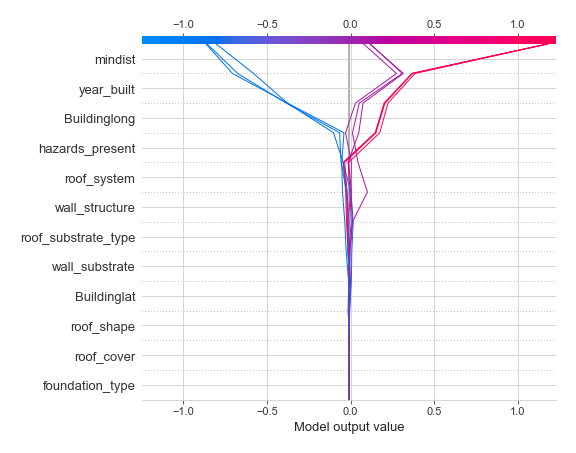 −1.0 −0.5 0.0 0.5 1.0
mindist
year_built
Buildinglong
hazards_present
roof_system
wall_structure
roof_substrate_type
wall_substrate
Buildinglat
roof_shape
roof_cover
foundation_type
−1.0 −0.5 0.0 0.5 1.0
Model output value